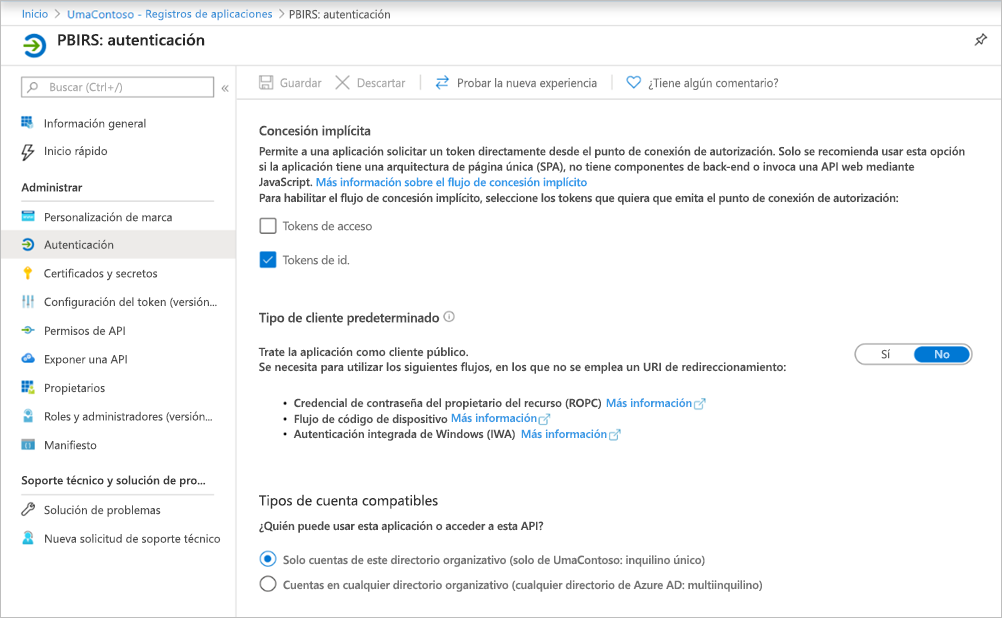 Inicio > UmaContoso - Registros de aplicaciones > PBIRS: autenticación
PBIRS: autenticación
Buscar (Ctrl+/)
«
Información general
Inicio rápido
Administrar
Personalización de marca
Autenticación
Certificados y secretos
Configuración del token (versión...
Permisos de API
Exponer una API
Propietarios
Roles y administradores (versión...
Manifiesto
Soporte técnico y solución de pro...
Solución de problemas
Nueva solicitud de soporte técnico
Guardar
Descartar
Probar la nueva experiencia
¿Tiene algún comentario?
Concesión implícita
Permite a una aplicación solicitar un token directamente desde el punto de conexión de autorización. Solo se recomienda usar esta opción
si la aplicación tiene una arquitectura de página única (SPA), no tiene componentes de back-end o invoca una API web mediante
JavaScript. Más información sobre el flujo de concesión implícito
Para habilitar el flujo de concesión implícito, seleccione los tokens que quiera que emita el punto de conexión de autorización:
Tokens de acceso
Tokens de id.
Tipo de cliente predeterminado
Trate la aplicación como cliente público.
Sí No
Se necesita para utilizar los siguientes flujos, en los que no se emplea un URI de redireccionamiento:
• Credencial de contraseña del propietario del recurso (ROPC) Más información
• Flujo de código de dispositivo Más información
• Autenticación integrada de Windows (IWA) Más información
Tipos de cuenta compatibles
¿Quién puede usar esta aplicación o acceder a esta API?
Solo cuentas de este directorio organizativo (solo de UmaContoso: inquilino único)
Cuentas en cualquier directorio organizativo (cualquier directorio de Azure AD: multiinquilino)